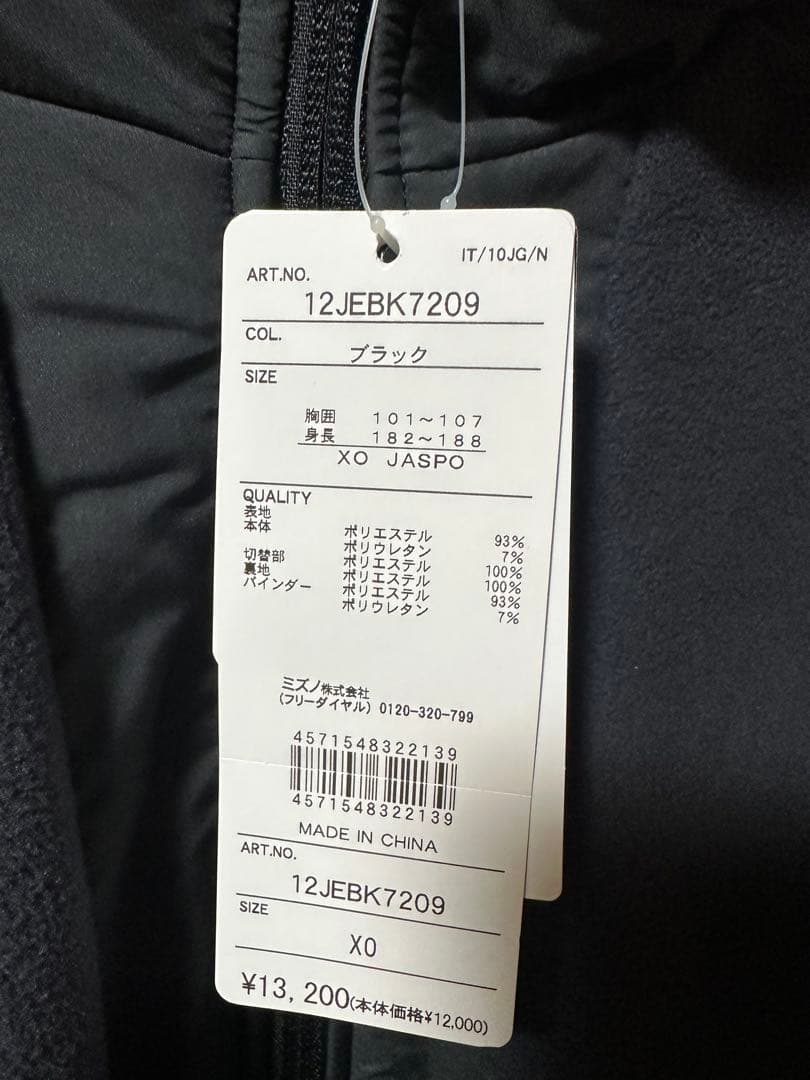 IT/10JG/N
ART.NO.
12JEBK7209
COL.
ブラック
SIZE
胸囲 101～107
身長 182～188
XO JASPO
QUALITY
表地
本体 ポリエステル 93%
ポリウレタン 7%
切替部 ポリエステル 100%
裏地 ポリエステル 100%
バインダー ポリエステル 93%
ポリウレタン 7%
ミズノ株式会社
(フリーダイヤル) 0120-320-799
4571548322139
4571548322139
MADE IN CHINA
ART.NO.
12JEBK7209
SIZE
XO
¥13,200(本体価格¥12,000)